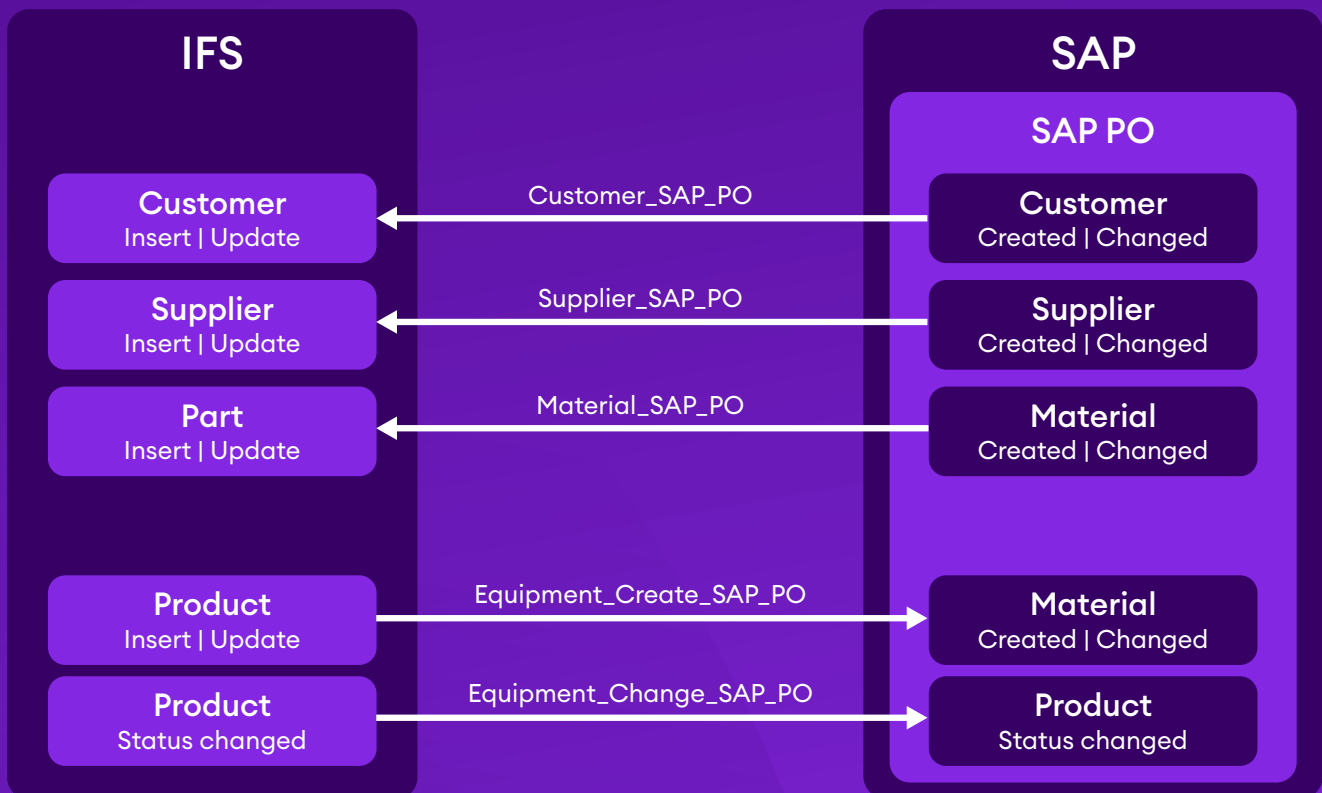 IFS
SAP
SAP PO
Customer
Insert | Update
Customer_SAP_PO
Customer
Created | Changed
Supplier
Insert | Update
Supplier_SAP_PO
Supplier
Created | Changed
Part
Insert | Update
Material_SAP_PO
Material
Created | Changed
Product
Insert | Update
Equipment_Create_SAP_PO
Material
Created | Changed
Product
Status changed
Equipment_Change_SAP_PO
Product
Status changed